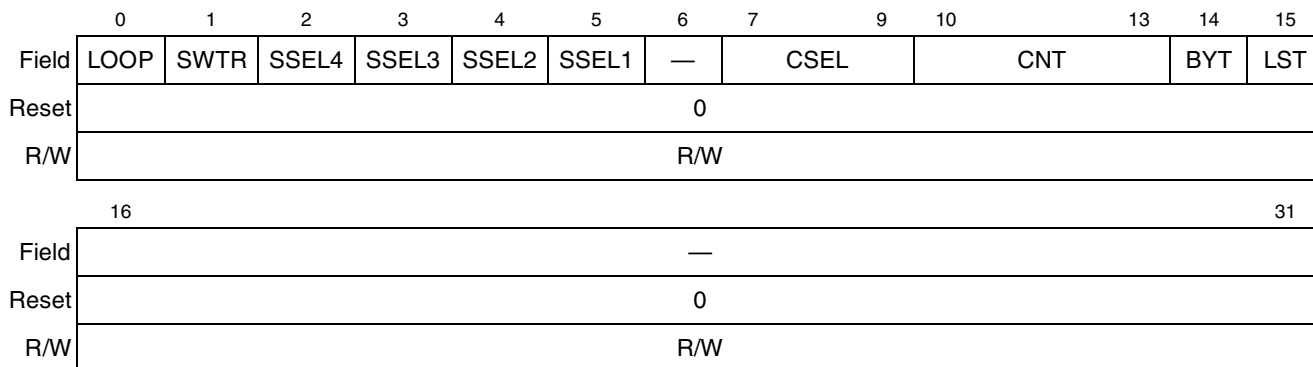 0 1 2 3 4 5 6 7 9 10 13 14 15
Field LOOP SWTR SSEL4 SSEL3 SSEL2 SSEL1 — CSEL CNT BYT LST
Reset 0
R/W R/W
16 31
Field —
Reset 0
R/W R/W